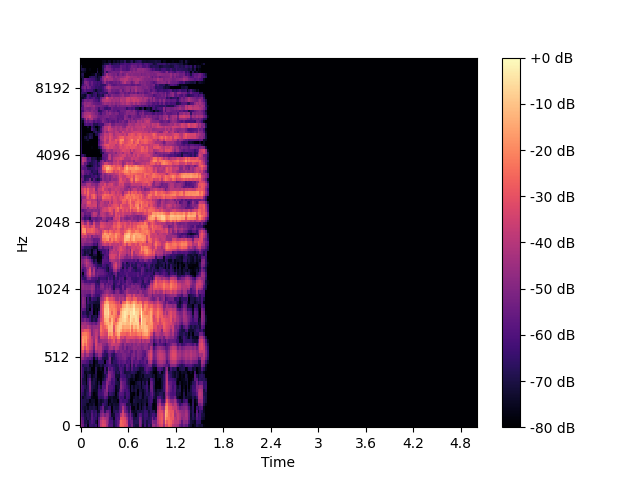 8192
4096
2048
1024
512
0
Hz
0 0.6 1.2 1.8 2.4 3 3.6 4.2 4.8
Time
+0 dB
-10 dB
-20 dB
-30 dB
-40 dB
-50 dB
-60 dB
-70 dB
-80 dB